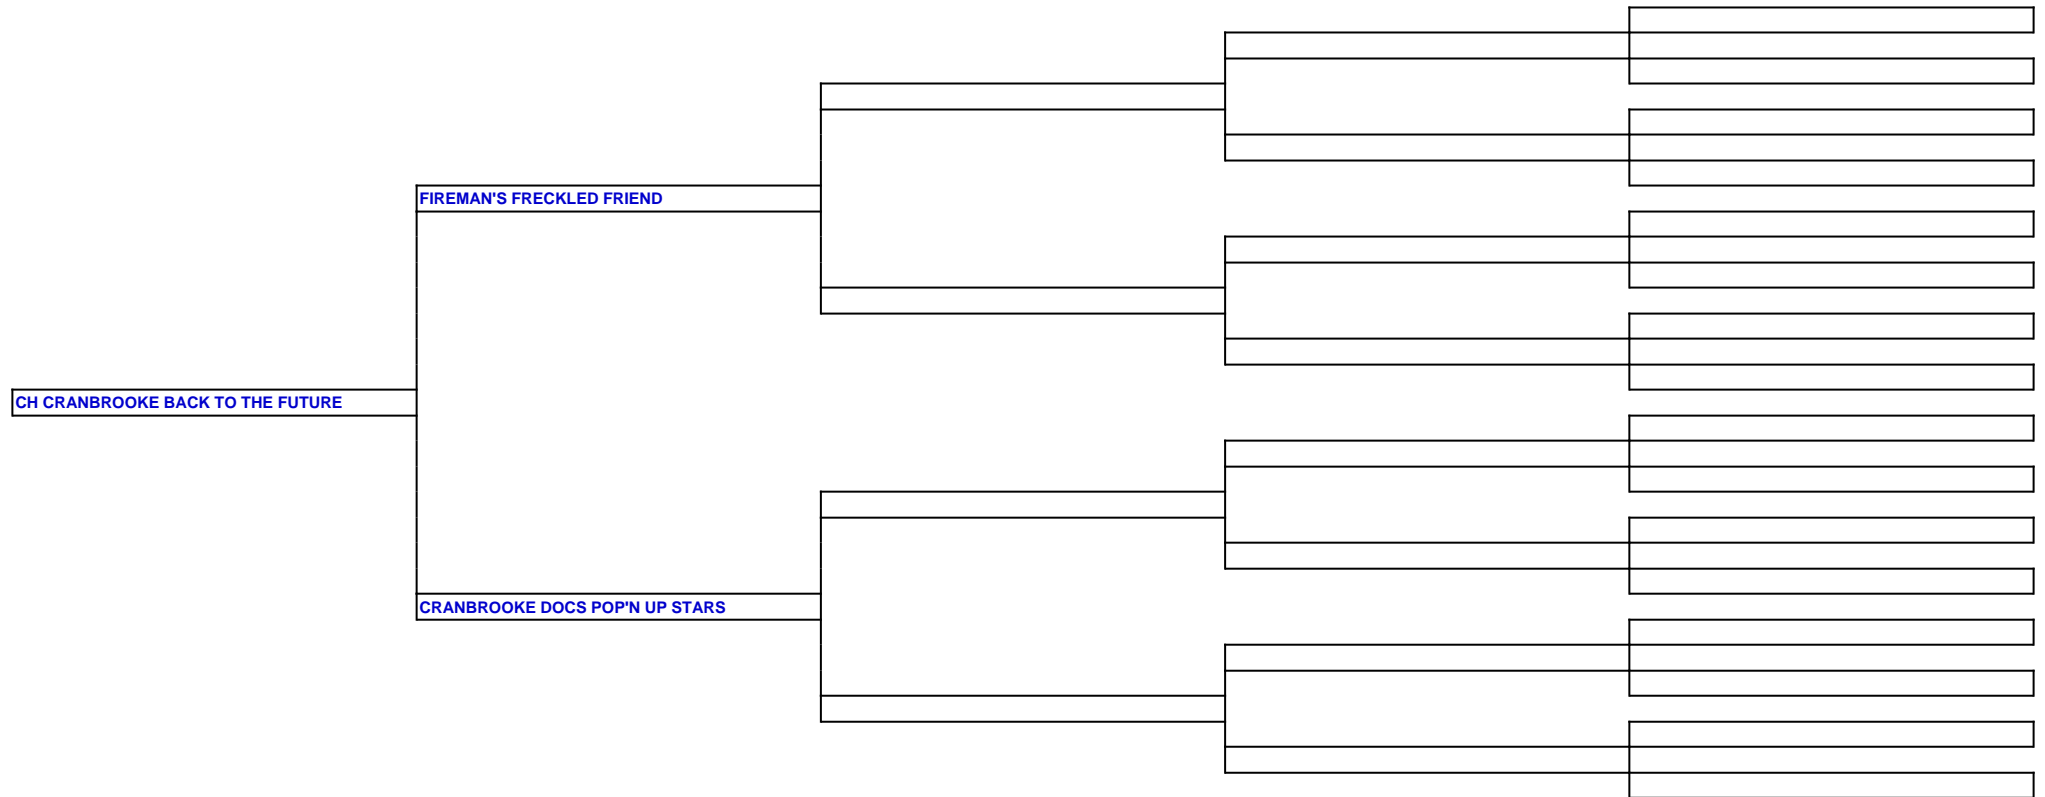 FIREMAN'S FRECKLED FRIEND
CH CRANBROOKE BACK TO THE FUTURE
CRANBROOKE DOCS POP'N UP STARS